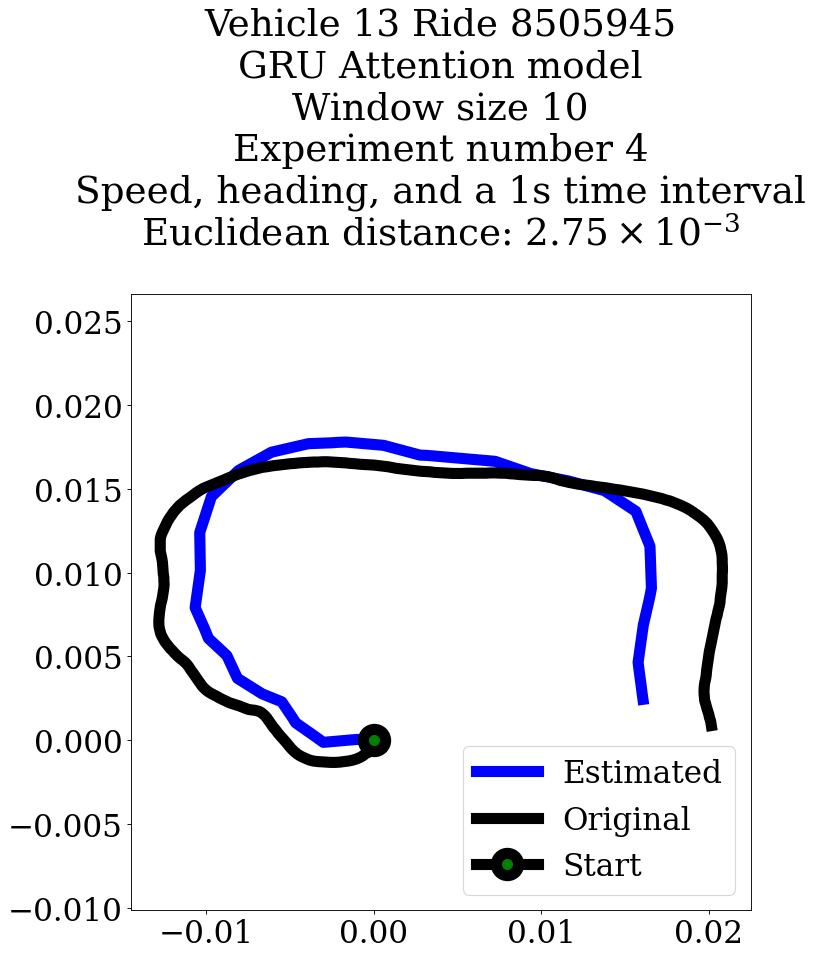 Vehicle 13 Ride 8505945
GRU Attention model
Window size 10
Experiment number 4
Speed, heading, and a 1s time interval
Euclidean distance: 2.75 × 10⁻³
0.025
0.020
0.015
0.010
0.005
0.000
−0.005
−0.010
−0.01 0.00 0.01 0.02
Estimated
Original
Start